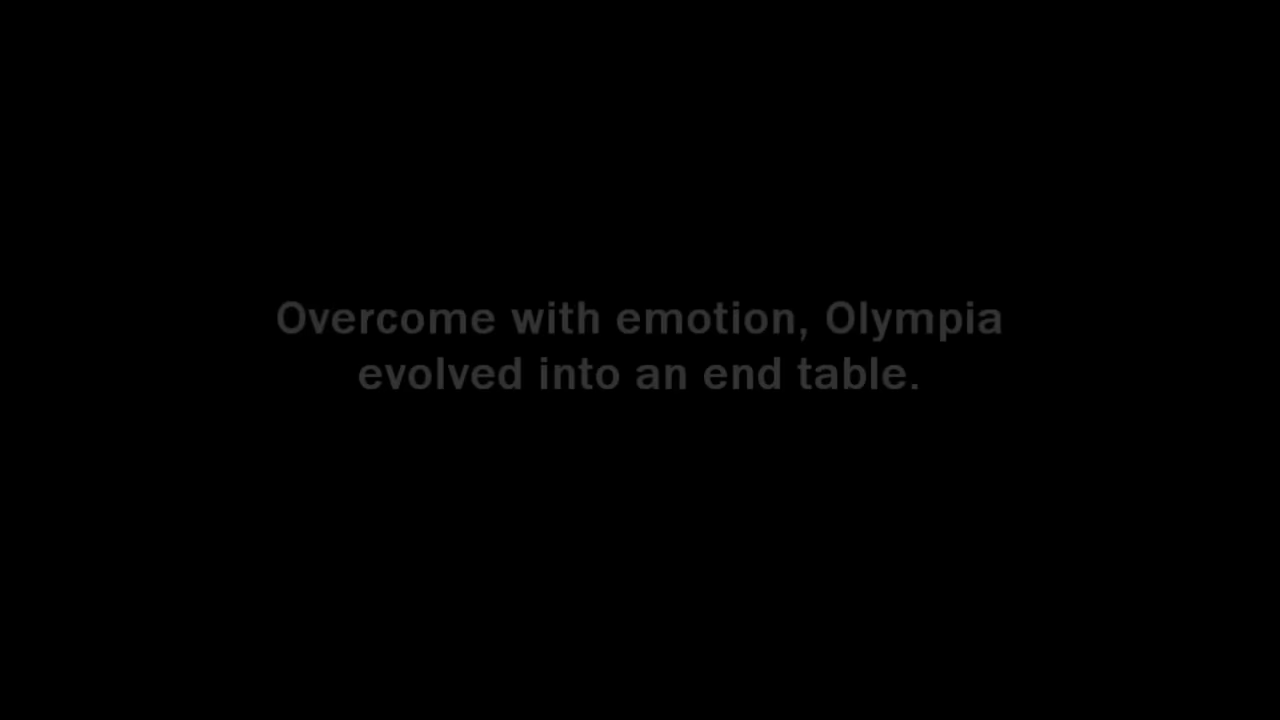 Overcome with emotion, Olympia
evolved into an end table.